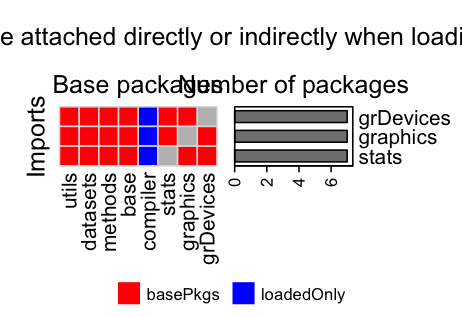 e attached directly or indirectly when loadi
Base packages
Number of packages
Imports
grDevices
graphics
stats
utils
datasets
methods
base
compiler
stats
graphics
grDevices
0 2 4 6
basePkgs loadedOnly